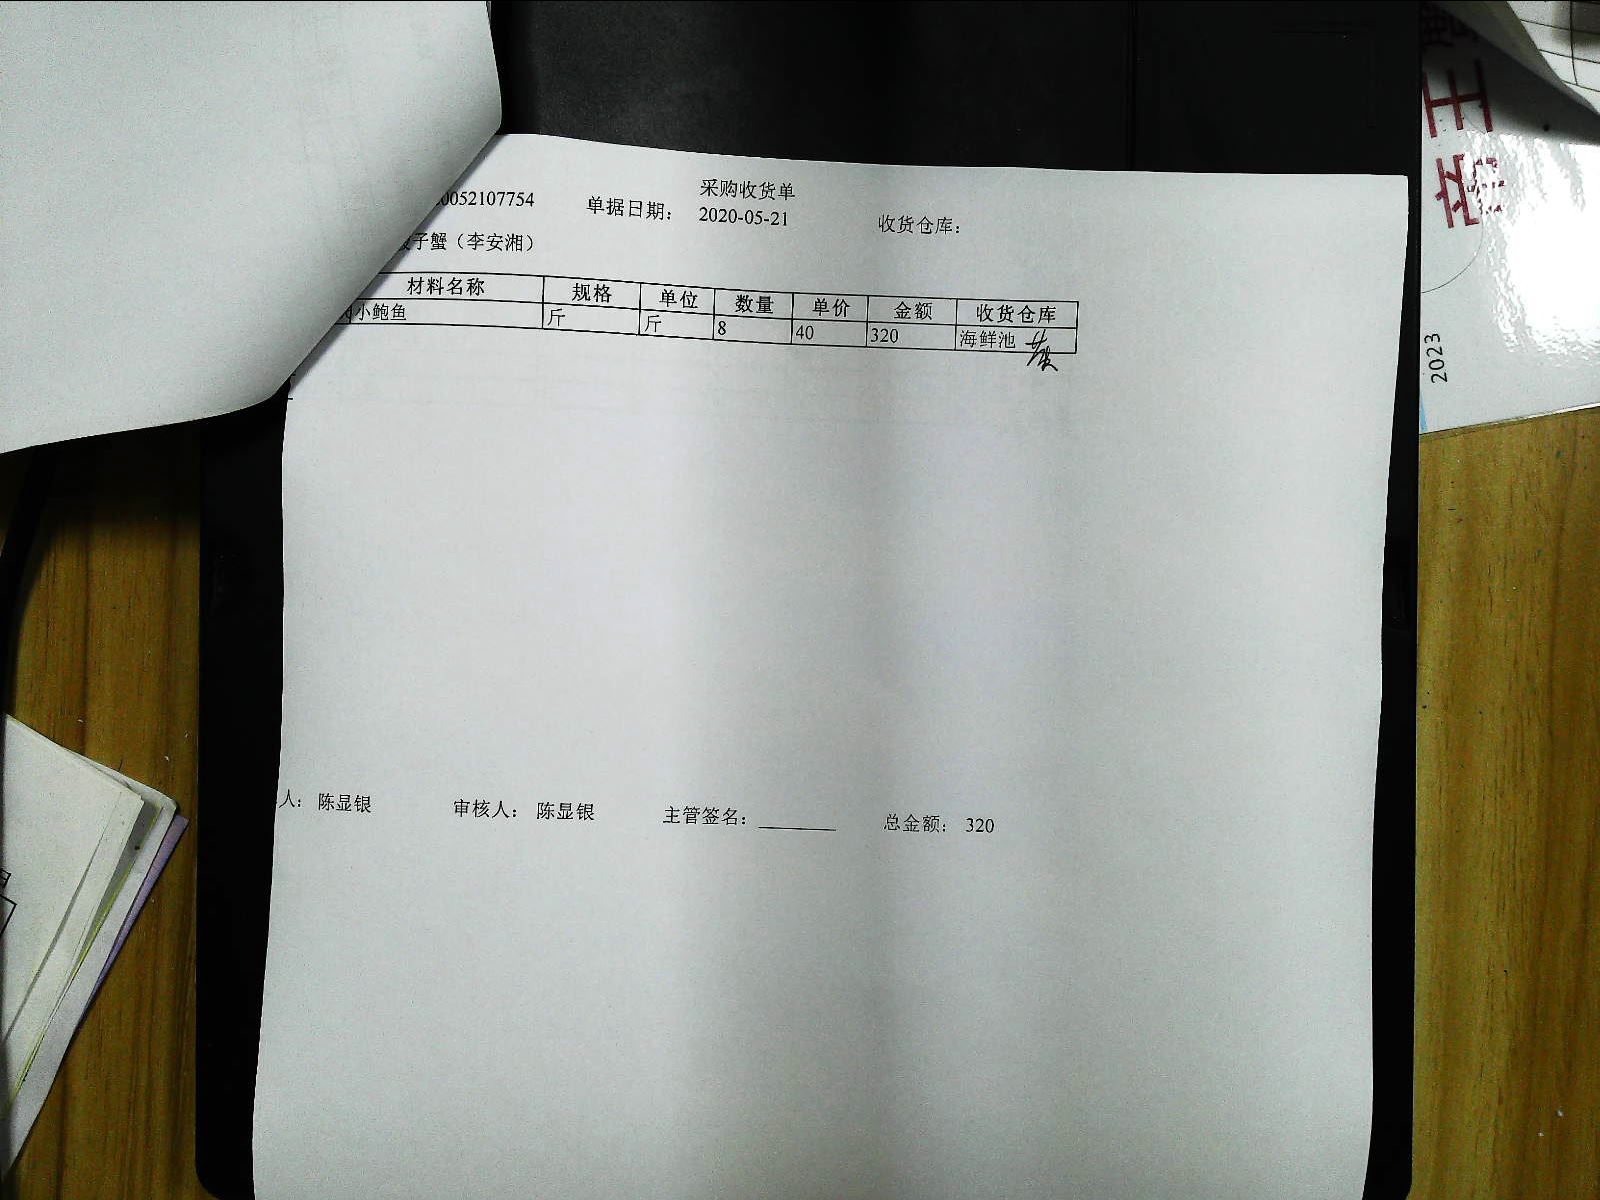 采购收货单
0052107754 单据日期： 2020-05-21 收货仓库：
子蟹（李安湘）
材料名称 规格 单位 数量 单价 金额 收货仓库
小鲍鱼 斤 斤 8 40 320 海鲜池
人： 陈显银 审核人： 陈显银 主管签名： 总金额： 320
2023